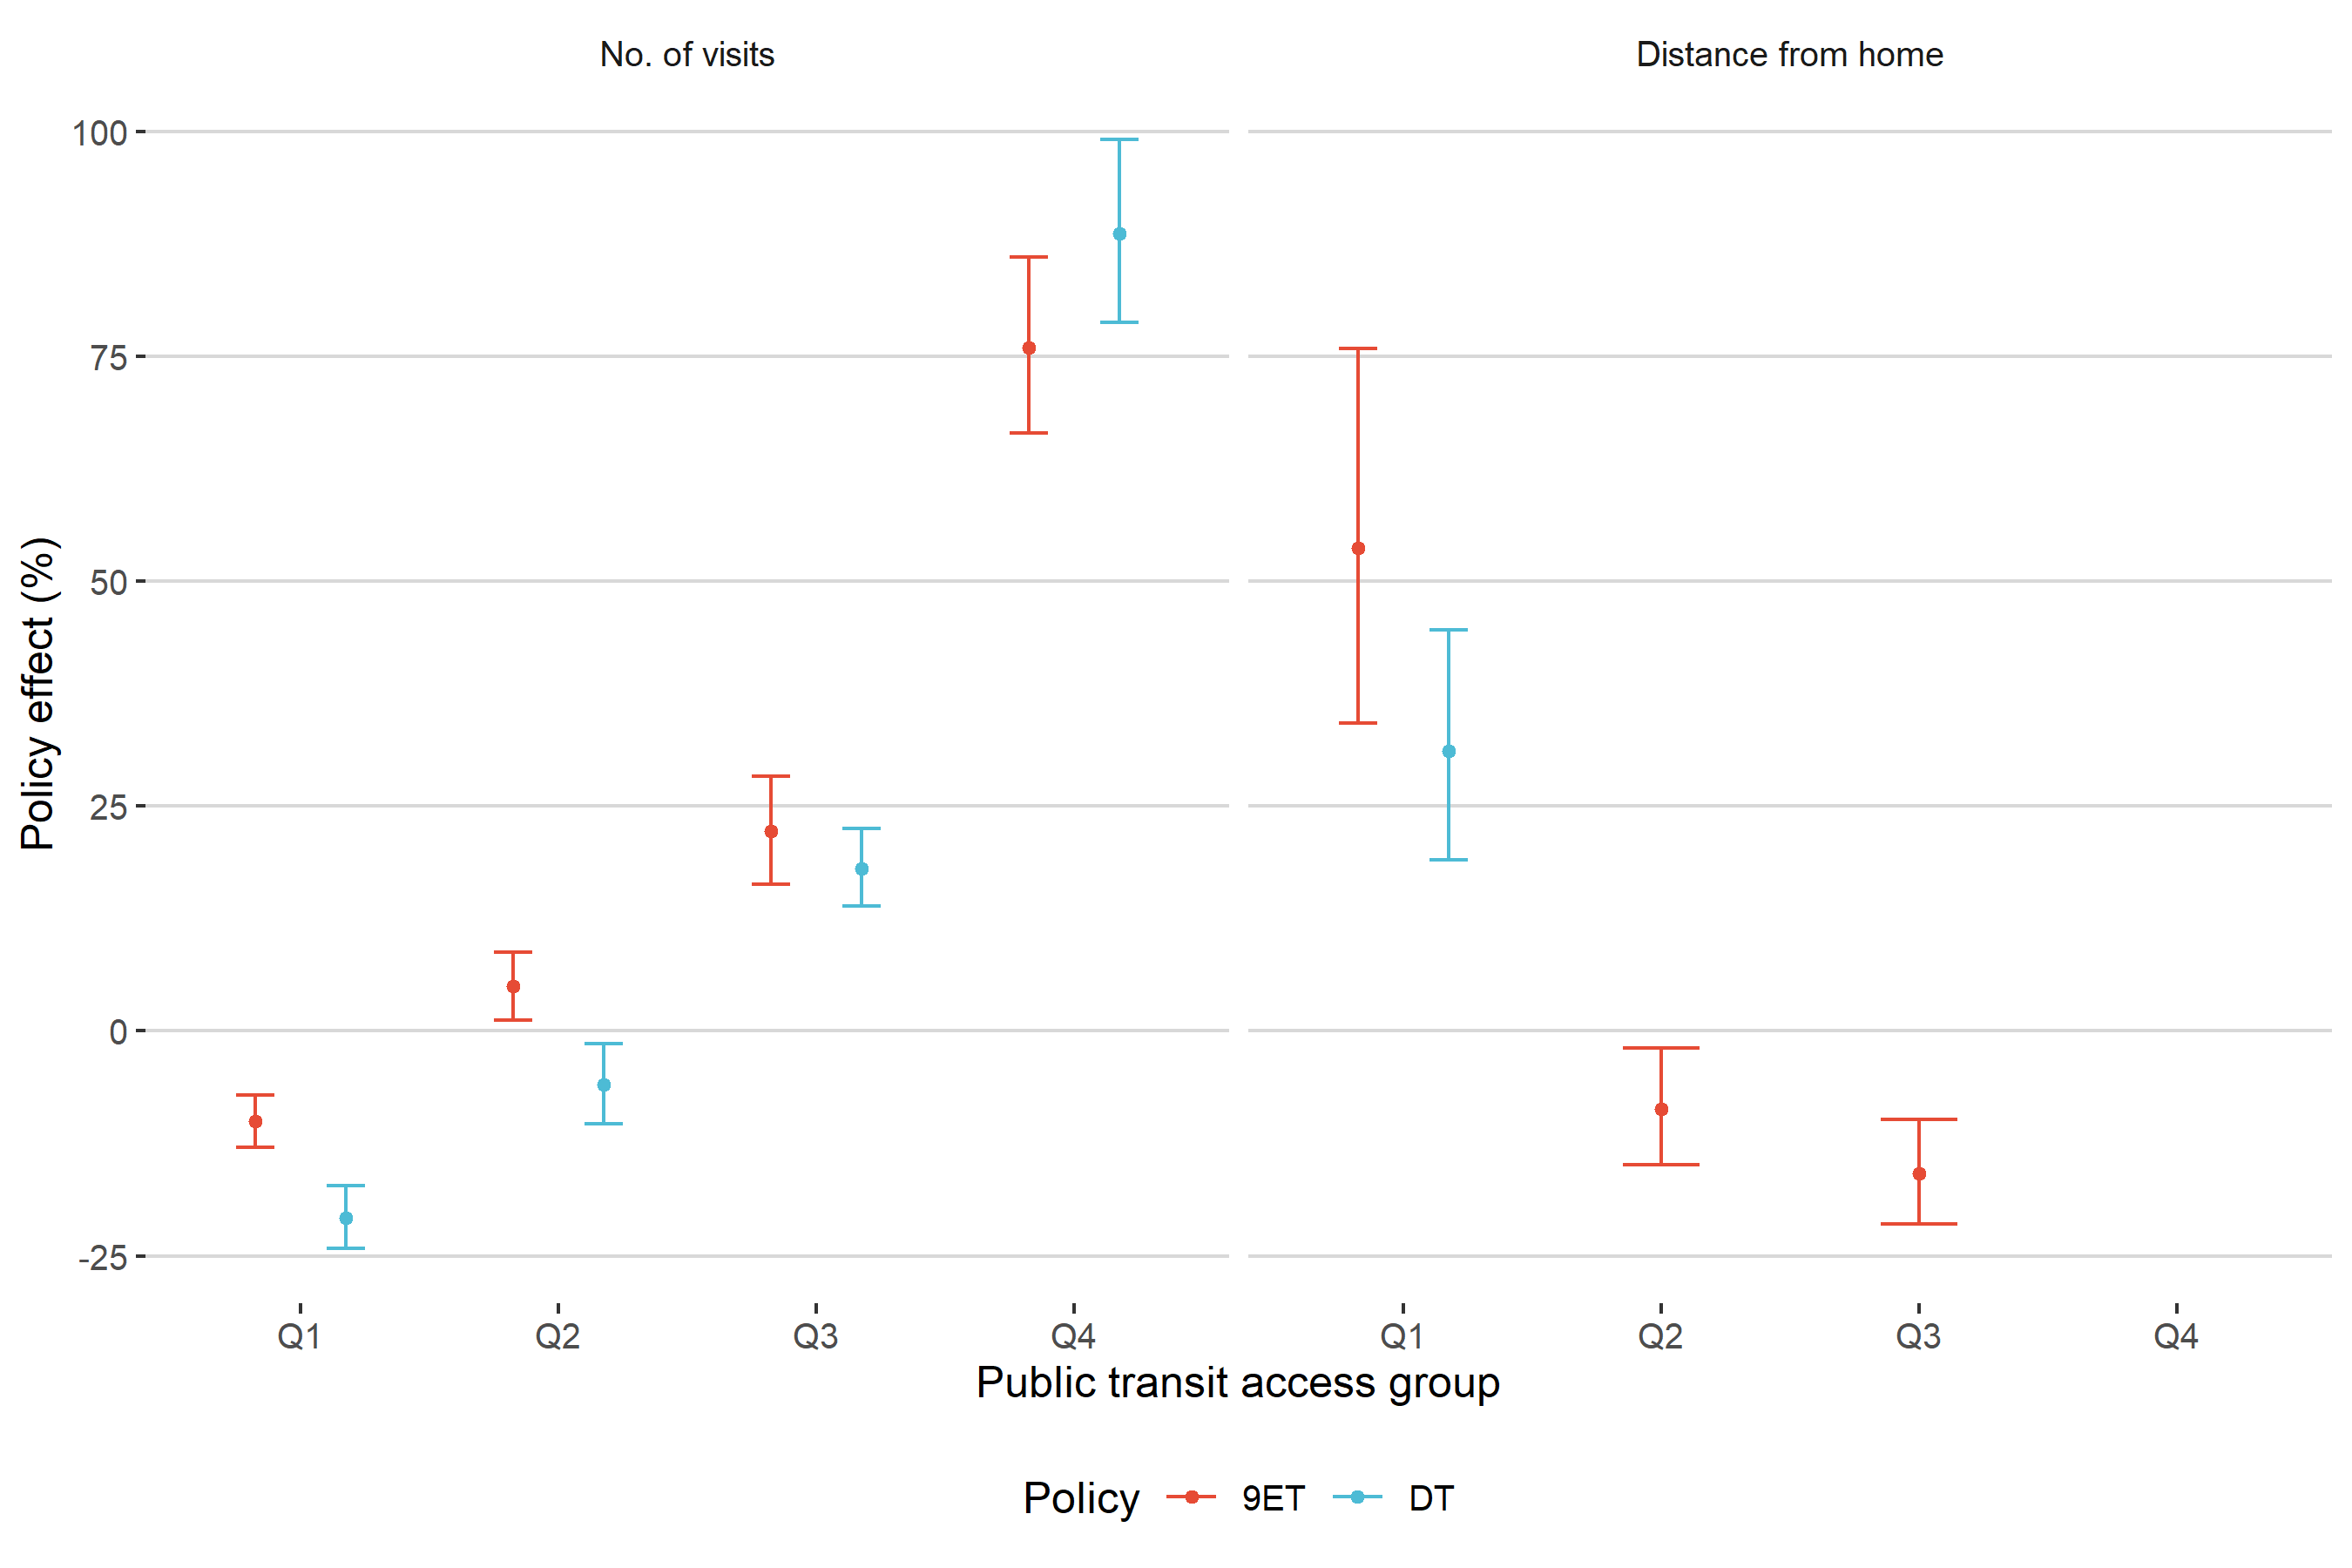 No. of visits Distance from home
100
75
50
25
0
-25
Policy effect (%)
Q1 Q2 Q3 Q4 Q1 Q2 Q3 Q4
Public transit access group
Policy 9ET DT